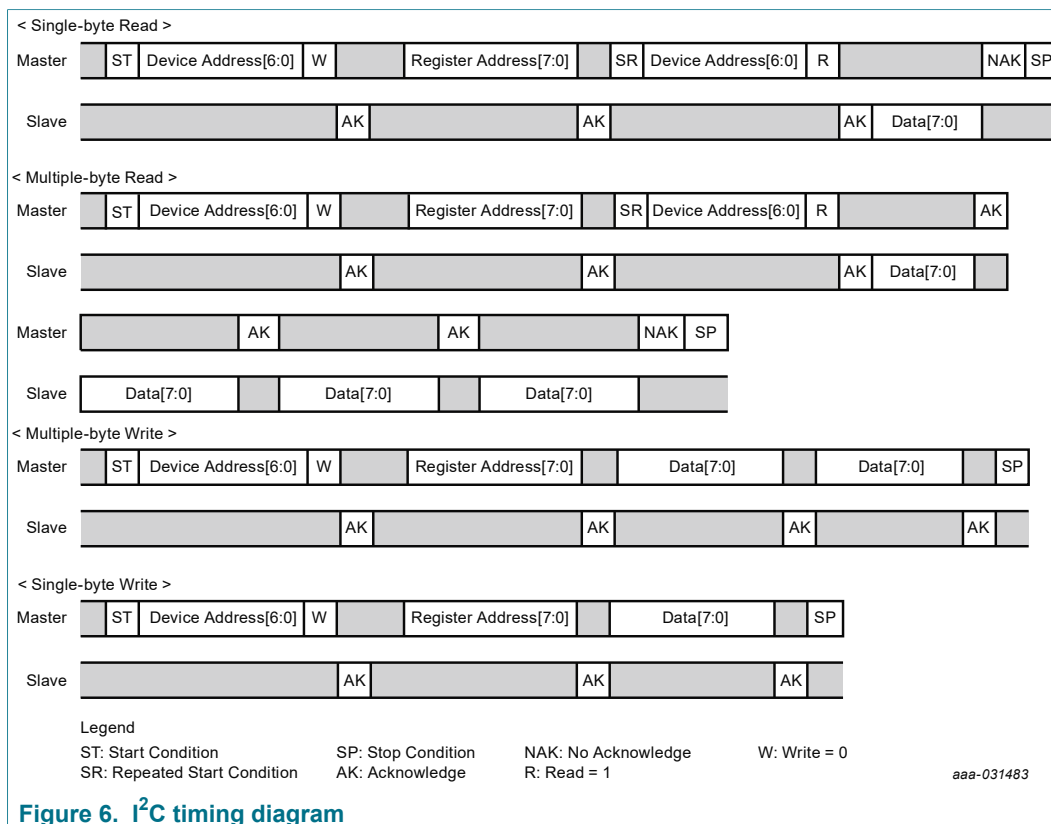 < Single-byte Read >
Master ST Device Address[6:0] W Register Address[7:0] SR Device Address[6:0] R NAK SP
Slave AK AK AK Data[7:0]
< Multiple-byte Read >
Master ST Device Address[6:0] W Register Address[7:0] SR Device Address[6:0] R AK
Slave AK AK AK Data[7:0]
Master AK AK NAK SP
Slave Data[7:0] Data[7:0] Data[7:0]
< Multiple-byte Write >
Master ST Device Address[6:0] W Register Address[7:0] Data[7:0] Data[7:0] SP
Slave AK AK AK AK
< Single-byte Write >
Master ST Device Address[6:0] W Register Address[7:0] Data[7:0] SP
Slave AK AK AK
Legend
ST: Start Condition SP: Stop Condition NAK: No Acknowledge W: Write = 0
SR: Repeated Start Condition AK: Acknowledge R: Read = 1 aaa-031483
Figure 6. I²C timing diagram